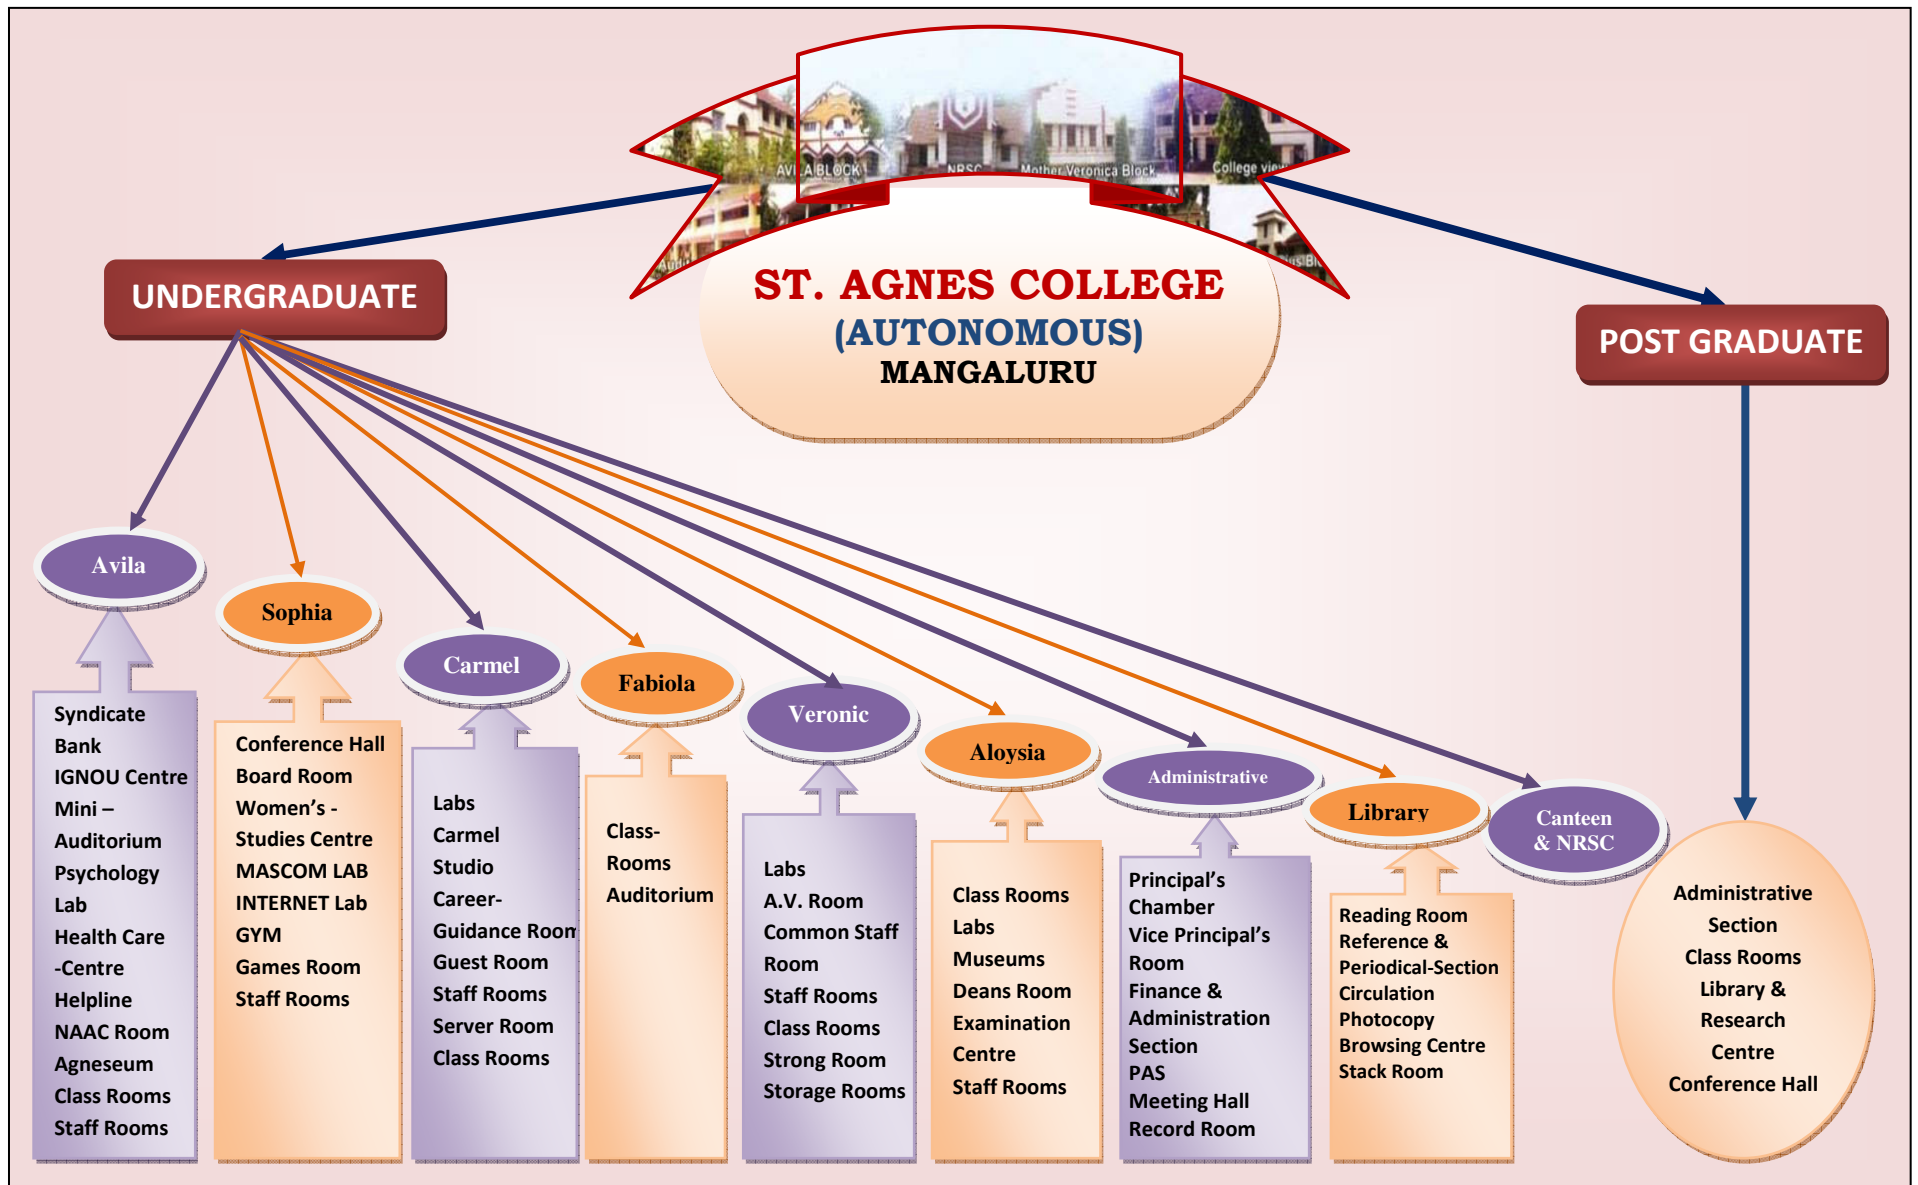 AVILA BLOCK
NRSC
Mother Veronica Block
College view
ST. AGNES COLLEGE
(AUTONOMOUS)
MANGALURU
UNDERGRADUATE
POST GRADUATE
Avila
Syndicate
Bank
IGNOU Centre
Mini –
Auditorium
Psychology
Lab
Health Care
-Centre
Helpline
NAAC Room
Agneseum
Class Rooms
Staff Rooms
Sophia
Conference Hall
Board Room
Women’s -
Studies Centre
MASCOM LAB
INTERNET Lab
GYM
Games Room
Staff Rooms
Carmel
Labs
Carmel
Studio
Career-
Guidance Room
Guest Room
Staff Rooms
Server Room
Class Rooms
Fabiola
Class-
Rooms
Auditorium
Veronic
Labs
A.V. Room
Common Staff
Room
Staff Rooms
Class Rooms
Strong Room
Storage Rooms
Aloysia
Class Rooms
Labs
Museums
Deans Room
Examination
Centre
Staff Rooms
Administrative
Principal’s
Chamber
Vice Principal’s
Room
Finance &
Administration
Section
PAS
Meeting Hall
Record Room
Library
Reading Room
Reference &
Periodical-Section
Circulation
Photocopy
Browsing Centre
Stack Room
Canteen
& NRSC
Administrative
Section
Class Rooms
Library &
Research
Centre
Conference Hall